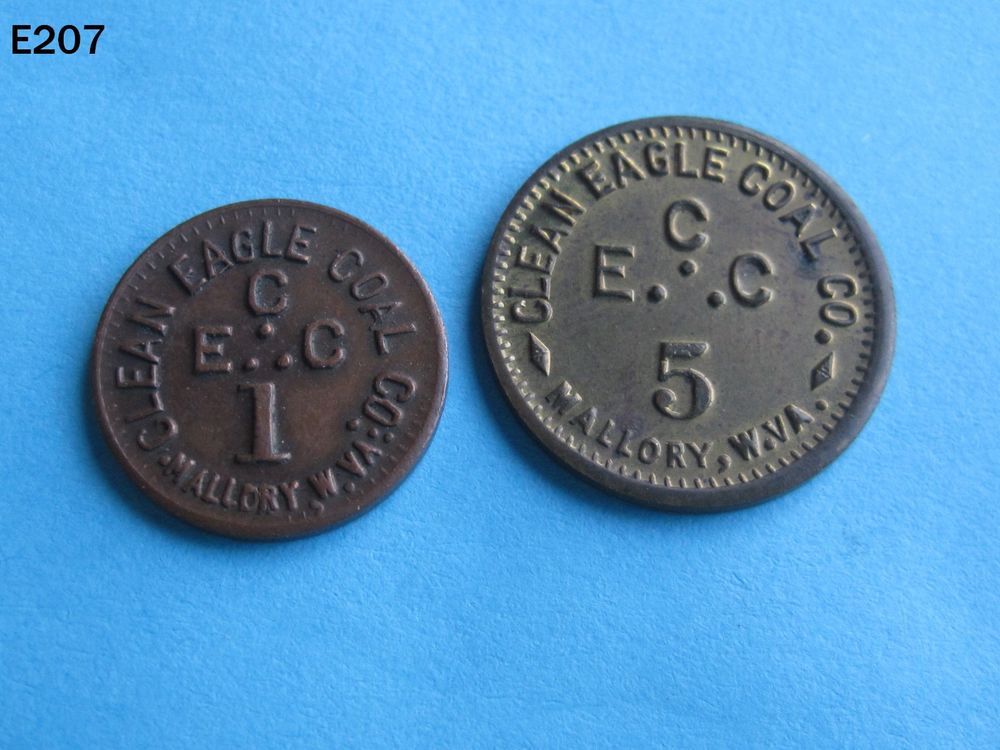 E207
CLEAN EAGLE COAL CO.
C
E C
1
MALLORY, W.VA.
CLEAN EAGLE COAL CO.
C
E C
5
MALLORY, W.VA.